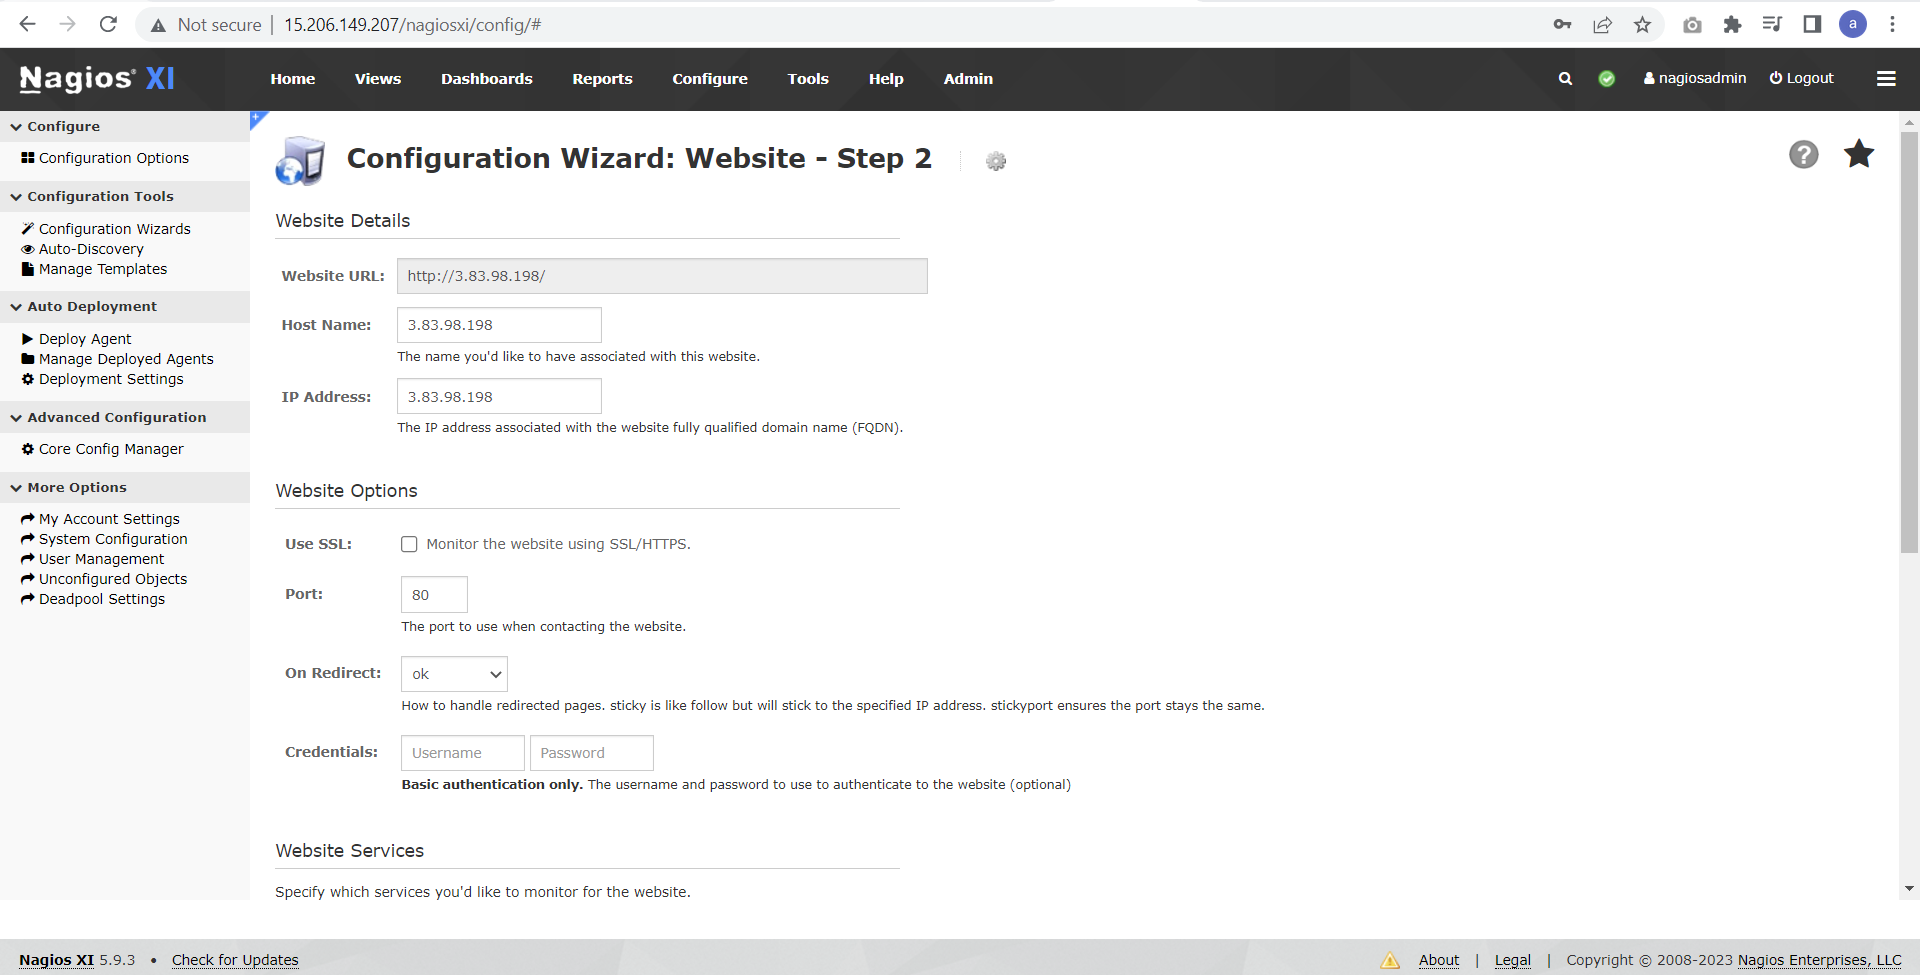 Not secure | 15.206.149.207/nagiosxi/config/#
a
Nagios® XI
Home Views Dashboards Reports Configure Tools Help Admin
nagiosadmin Logout
Configure
Configuration Options
Configuration Tools
Configuration Wizards
Auto-Discovery
Manage Templates
Auto Deployment
Deploy Agent
Manage Deployed Agents
Deployment Settings
Advanced Configuration
Core Config Manager
More Options
My Account Settings
System Configuration
User Management
Unconfigured Objects
Deadpool Settings
Configuration Wizard: Website - Step 2
Website Details
Website URL: http://3.83.98.198/
Host Name: 3.83.98.198
The name you'd like to have associated with this website.
IP Address: 3.83.98.198
The IP address associated with the website fully qualified domain name (FQDN).
Website Options
Use SSL: Monitor the website using SSL/HTTPS.
Port: 80
The port to use when contacting the website.
On Redirect: ok
How to handle redirected pages. sticky is like follow but will stick to the specified IP address. stickyport ensures the port stays the same.
Credentials: Username Password
Basic authentication only. The username and password to use to authenticate to the website (optional)
Website Services
Specify which services you'd like to monitor for the website.
Nagios XI 5.9.3 • Check for Updates
About | Legal | Copyright © 2008-2023 Nagios Enterprises, LLC